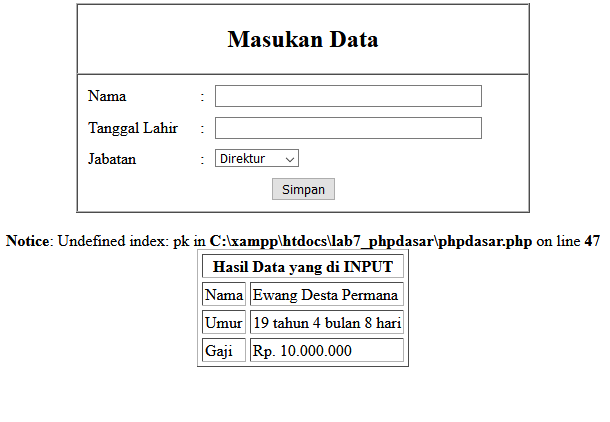 Masukan Data
Nama :
Tanggal Lahir :
Jabatan : Direktur
Simpan
Notice: Undefined index: pk in C:\xampp\htdocs\lab7_phpdasar\phpdasar.php on line 47
Hasil Data yang di INPUT
Nama Ewang Desta Permana
Umur 19 tahun 4 bulan 8 hari
Gaji Rp. 10.000.000